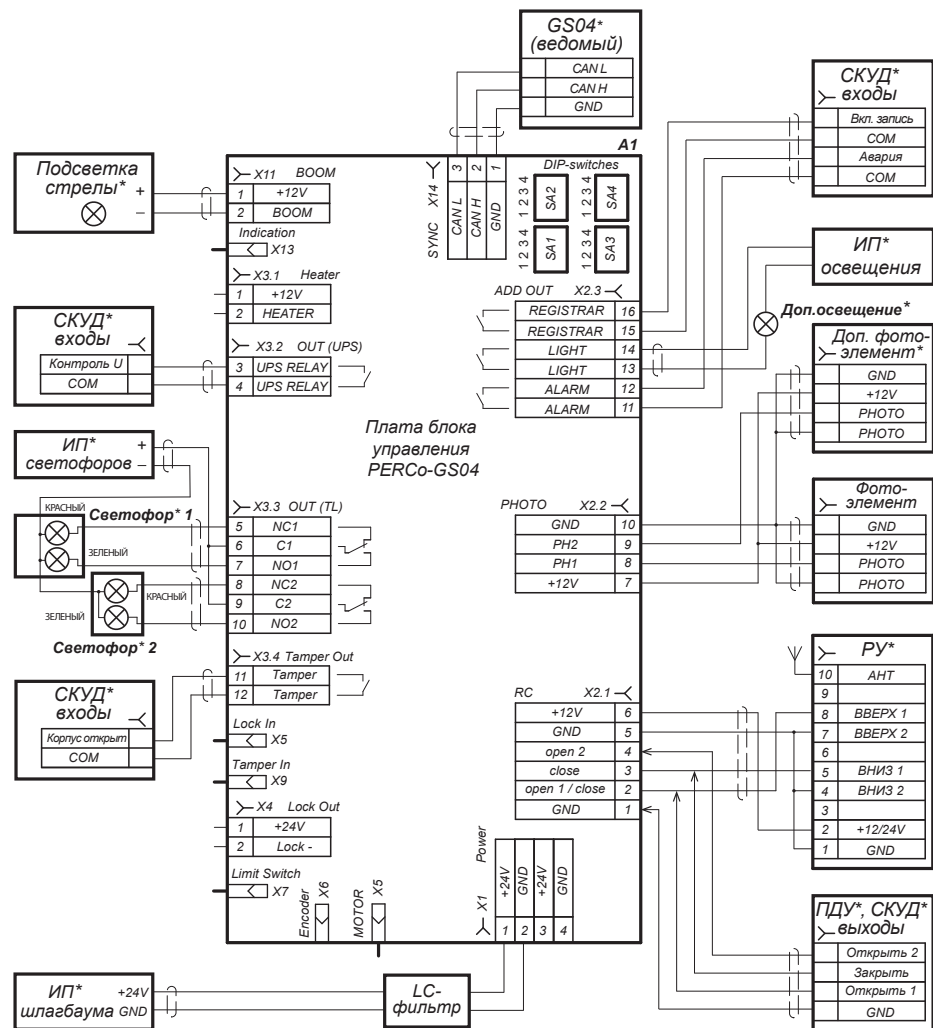 GS04*
(ведомый)
CAN L
CAN H
GND
СКУД*
входы
Вкл. запись
COM
Авария
COM
A1
Подсветка
стрелы*
+
–
X11 BOOM
1 +12V
2 BOOM
Indication
X13
X3.1 Heater
1 +12V
2 HEATER
SYNC X14
3 2 1
CAN L
CAN H
GND
DIP-switches
1 2 3 4 SA2
1 2 3 4 SA4
1 2 3 4 SA1
1 2 3 4 SA3
ИП*
освещения
ADD OUT X2.3
REGISTRAR 16
REGISTRAR 15
LIGHT 14
LIGHT 13
ALARM 12
ALARM 11
Доп.освещение*
СКУД*
входы
Контроль U
COM
X3.2 OUT (UPS)
3 UPS RELAY
4 UPS RELAY
Доп. фото-
элемент*
GND
+12V
PHOTO
PHOTO
Плата блока
управления
PERCo-GS04
ИП*
светофоров
+
–
КРАСНЫЙ
Светофор* 1
ЗЕЛЕНЫЙ
КРАСНЫЙ
ЗЕЛЕНЫЙ
Светофор* 2
X3.3 OUT (TL)
5 NC1
6 C1
7 NO1
8 NC2
9 C2
10 NO2
PHOTO X2.2
GND 10
PH2 9
PH1 8
+12V 7
Фото-
элемент
GND
+12V
PHOTO
PHOTO
СКУД*
входы
Корпус открыт
COM
X3.4 Tamper Out
11 Tamper
12 Tamper
Lock In
X5
Tamper In
X9
X4 Lock Out
1 +24V
2 Lock -
Limit Switch
X7
Encoder
X6
MOTOR
X5
RC X2.1
+12V 6
GND 5
open 2 4
close 3
open 1 / close 2
GND 1
РУ*
10 АНТ
9
8 ВВЕРХ 1
7 ВВЕРХ 2
6
5 ВНИЗ 1
4 ВНИЗ 2
3
2 +12/24V
1 GND
Power
X1
+24V
GND
+24V
GND
1 2 3 4
ПДУ*, СКУД*
выходы
Открыть 2
Закрыть
Открыть 1
GND
ИП*
шлагбаума
+24V
GND
LC-
фильтр